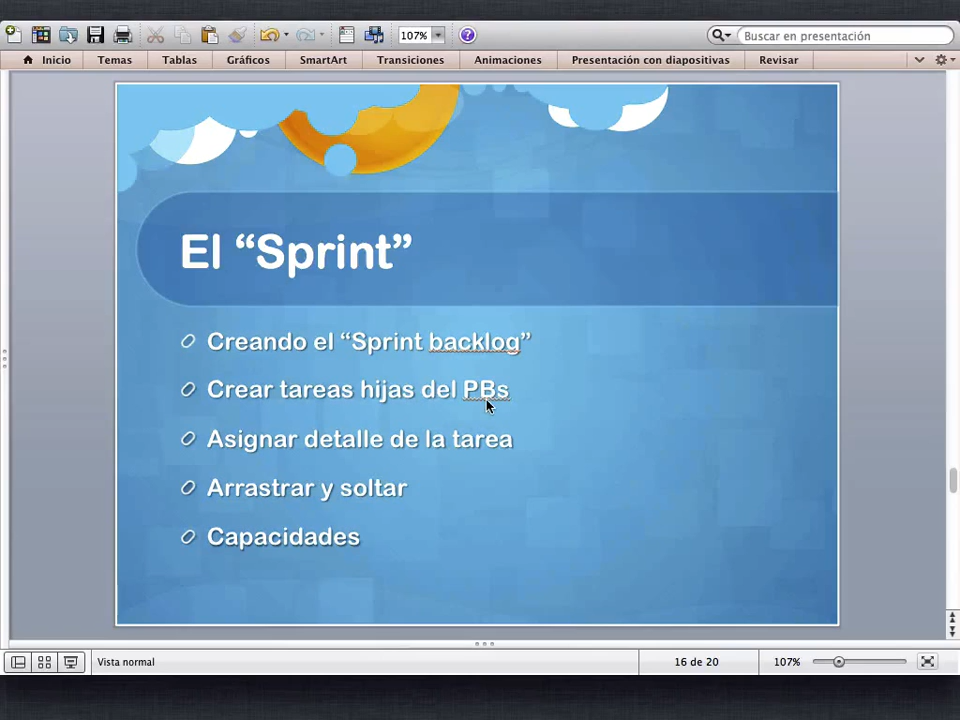 107%
Buscar en presentación
Inicio Temas Tablas Gráficos SmartArt Transiciones Animaciones Presentación con diapositivas Revisar
El “Sprint”
Creando el “Sprint backlog”
Crear tareas hijas del PBs
Asignar detalle de la tarea
Arrastrar y soltar
Capacidades
Vista normal 16 de 20 107%